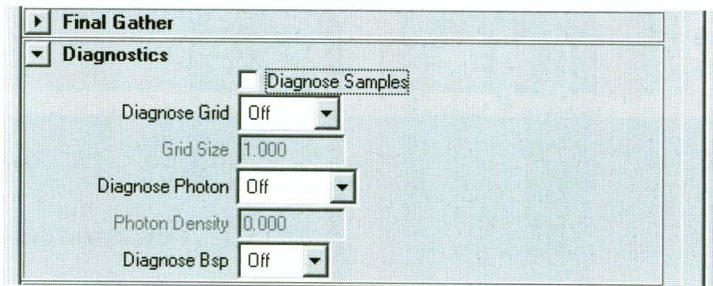 Final Gather
Diagnostics
Diagnose Samples
Diagnose Grid Off
Grid Size 1.000
Diagnose Photon Off
Photon Density 0.000
Diagnose Bsp Off